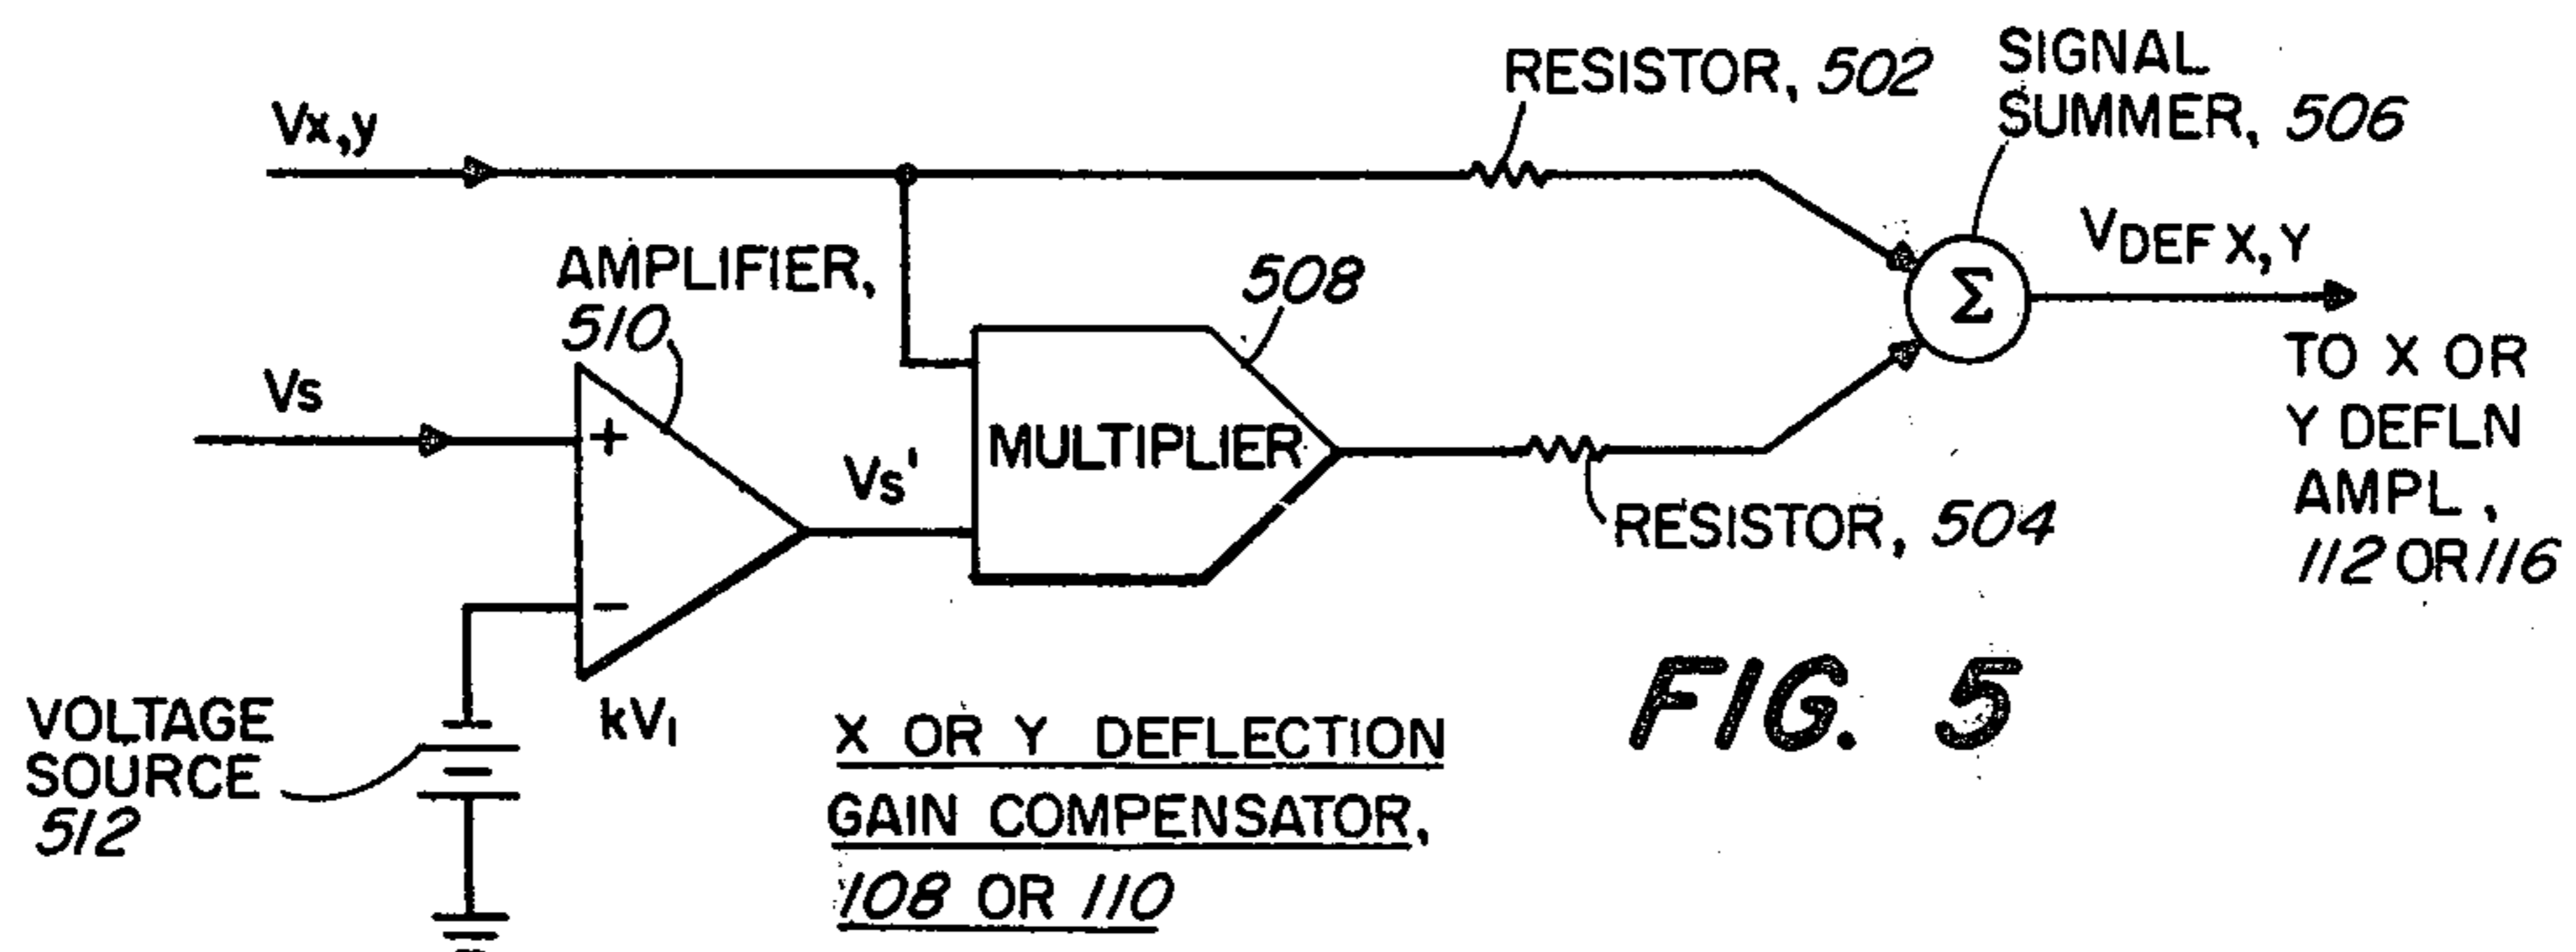 RESISTOR, 502
SIGNAL
SUMMER, 506
Vx,y
VDEF X, Y
AMPLIFIER,
510
508
Σ
TO X OR
Y DEFLN
AMPL,
112 OR 116
Vs
+
MULTIPLIER
Vs'
RESISTOR, 504
−
VOLTAGE
SOURCE
512
kV1
X OR Y DEFLECTION
GAIN COMPENSATOR,
108 OR 110
FIG. 5